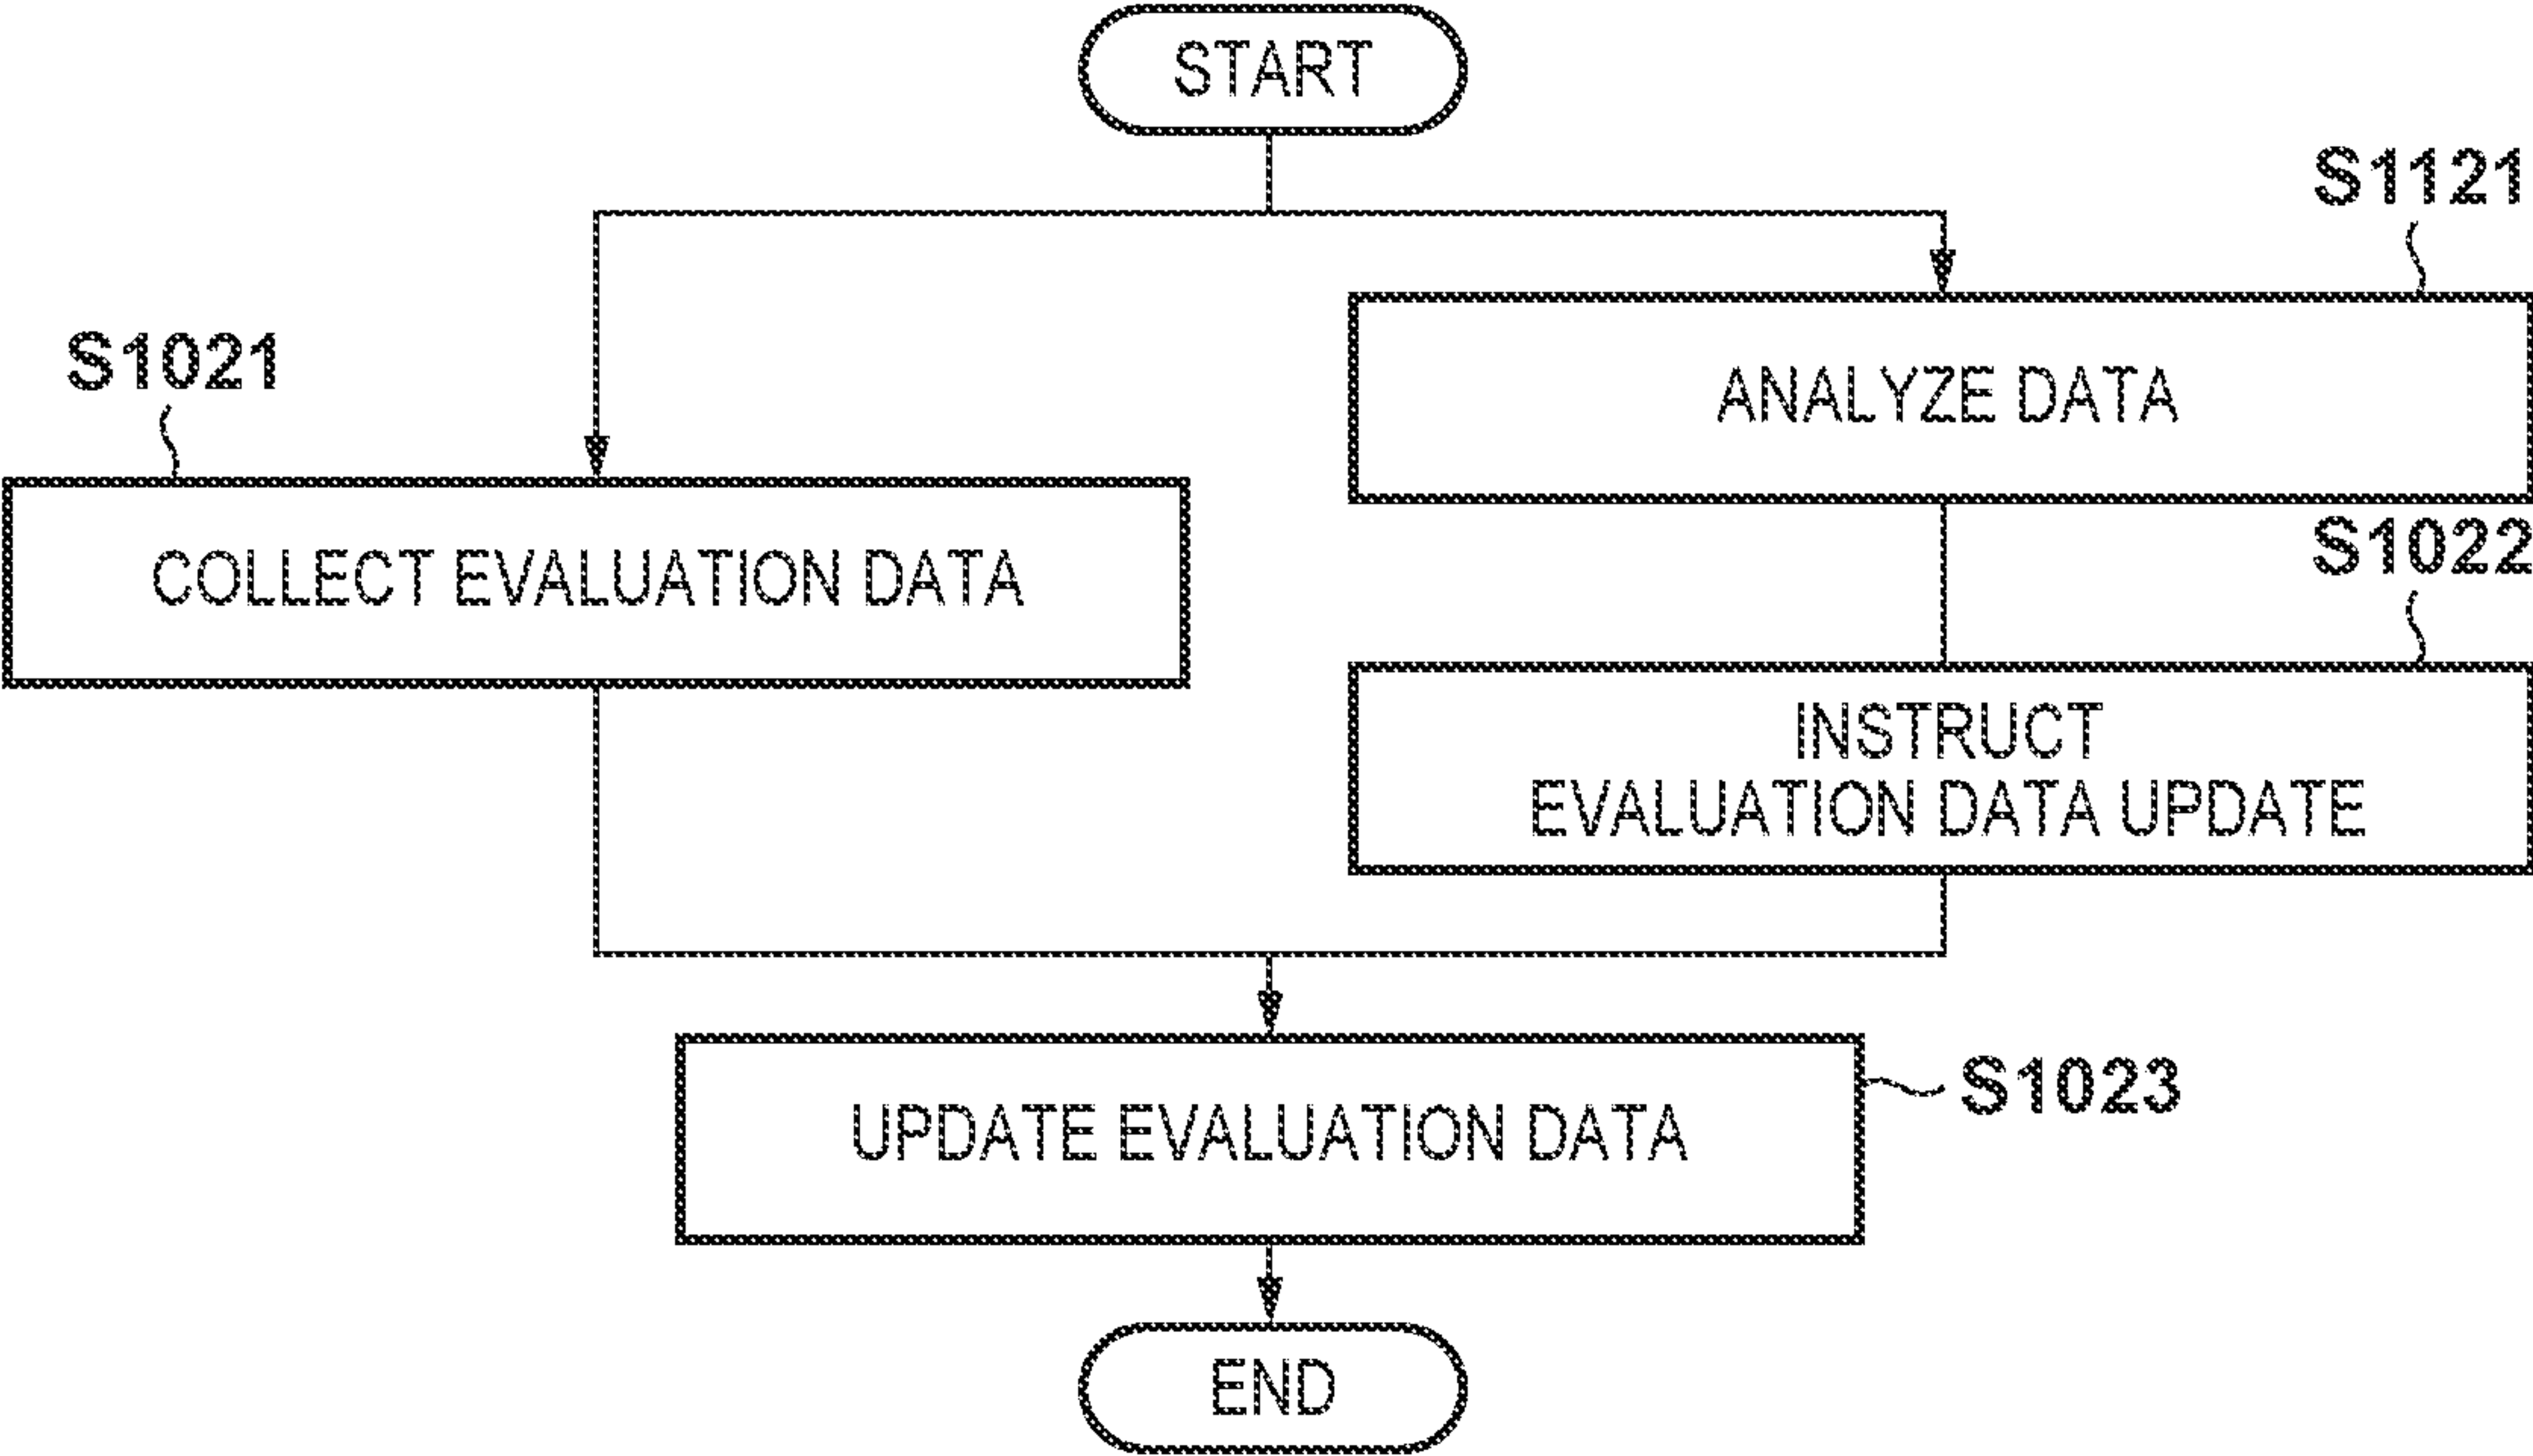 START
S1121
S1021
ANALYZE DATA
COLLECT EVALUATION DATA
S1022
INSTRUCT
EVALUATION DATA UPDATE
UPDATE EVALUATION DATA
S1023
END